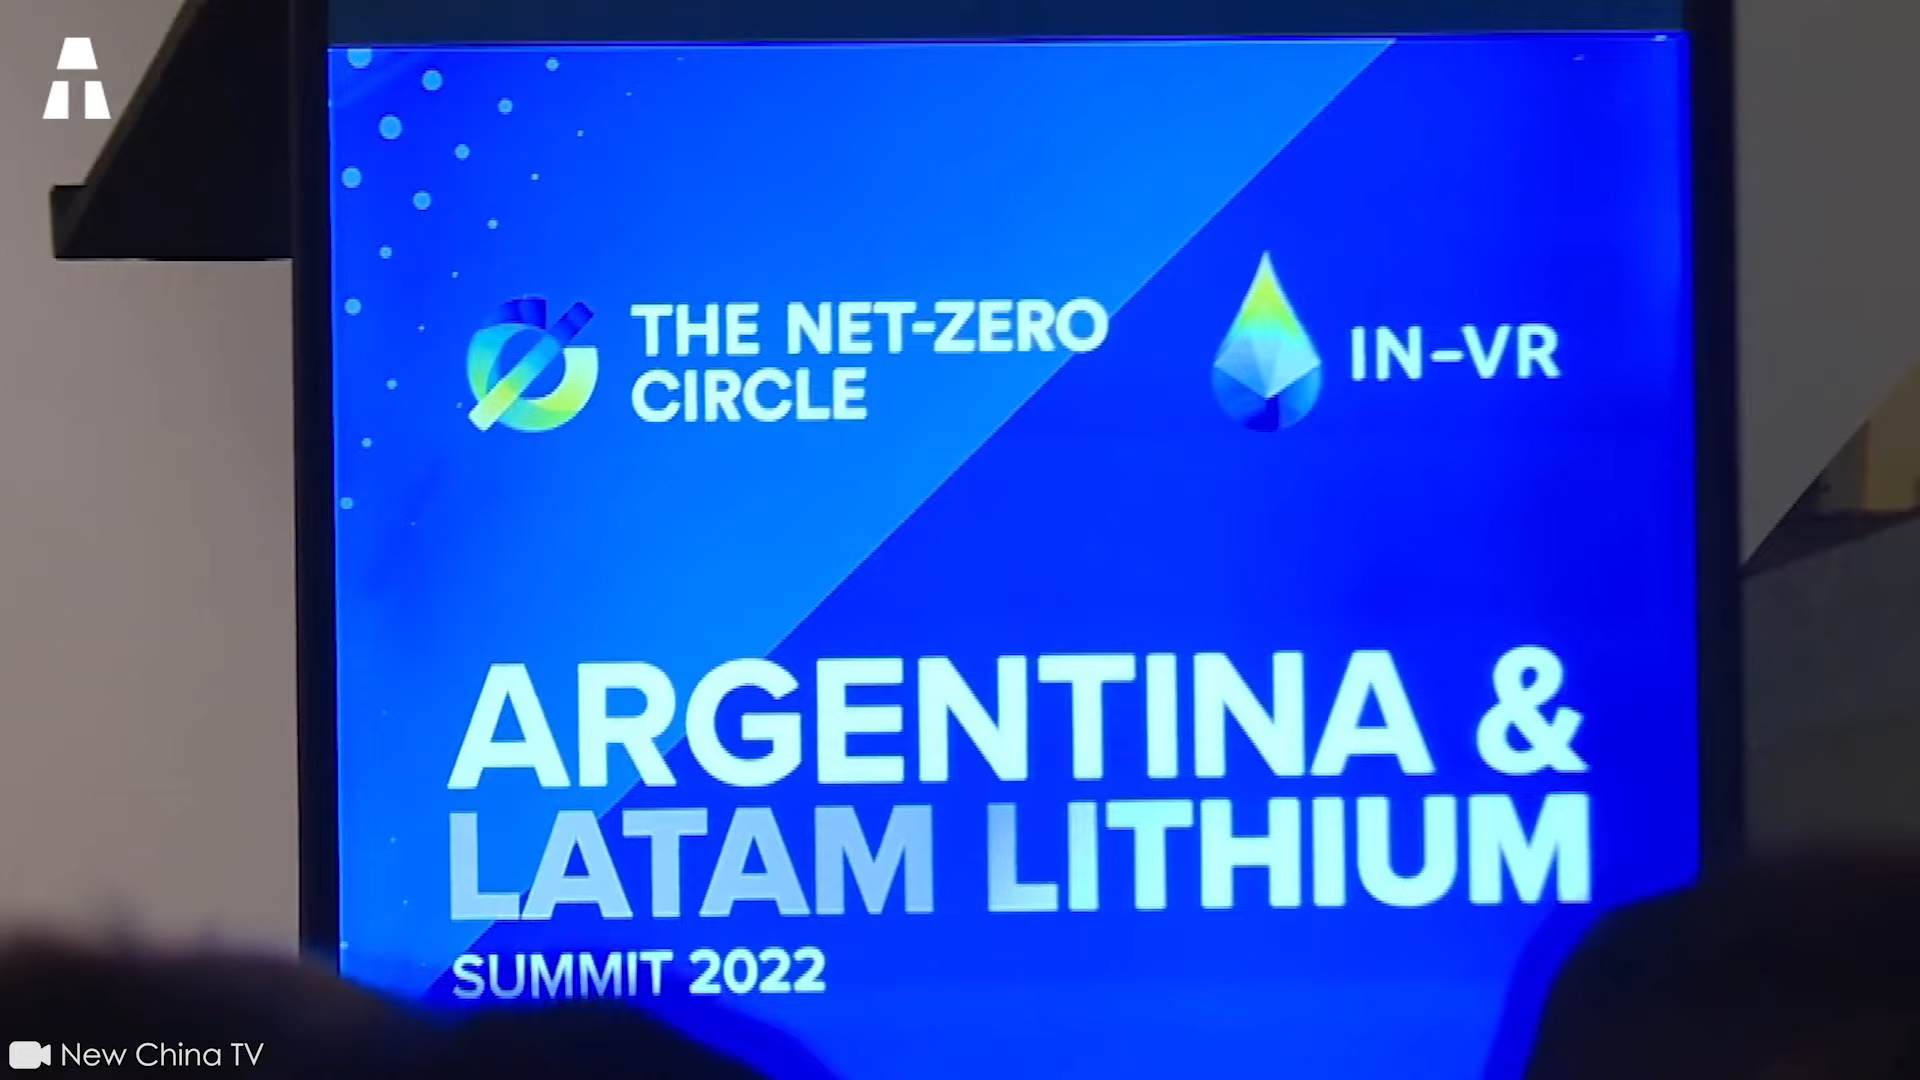 THE NET-ZERO
CIRCLE
IN-VR
ARGENTINA &
LATAM LITHIUM
SUMMIT 2022
New China TV